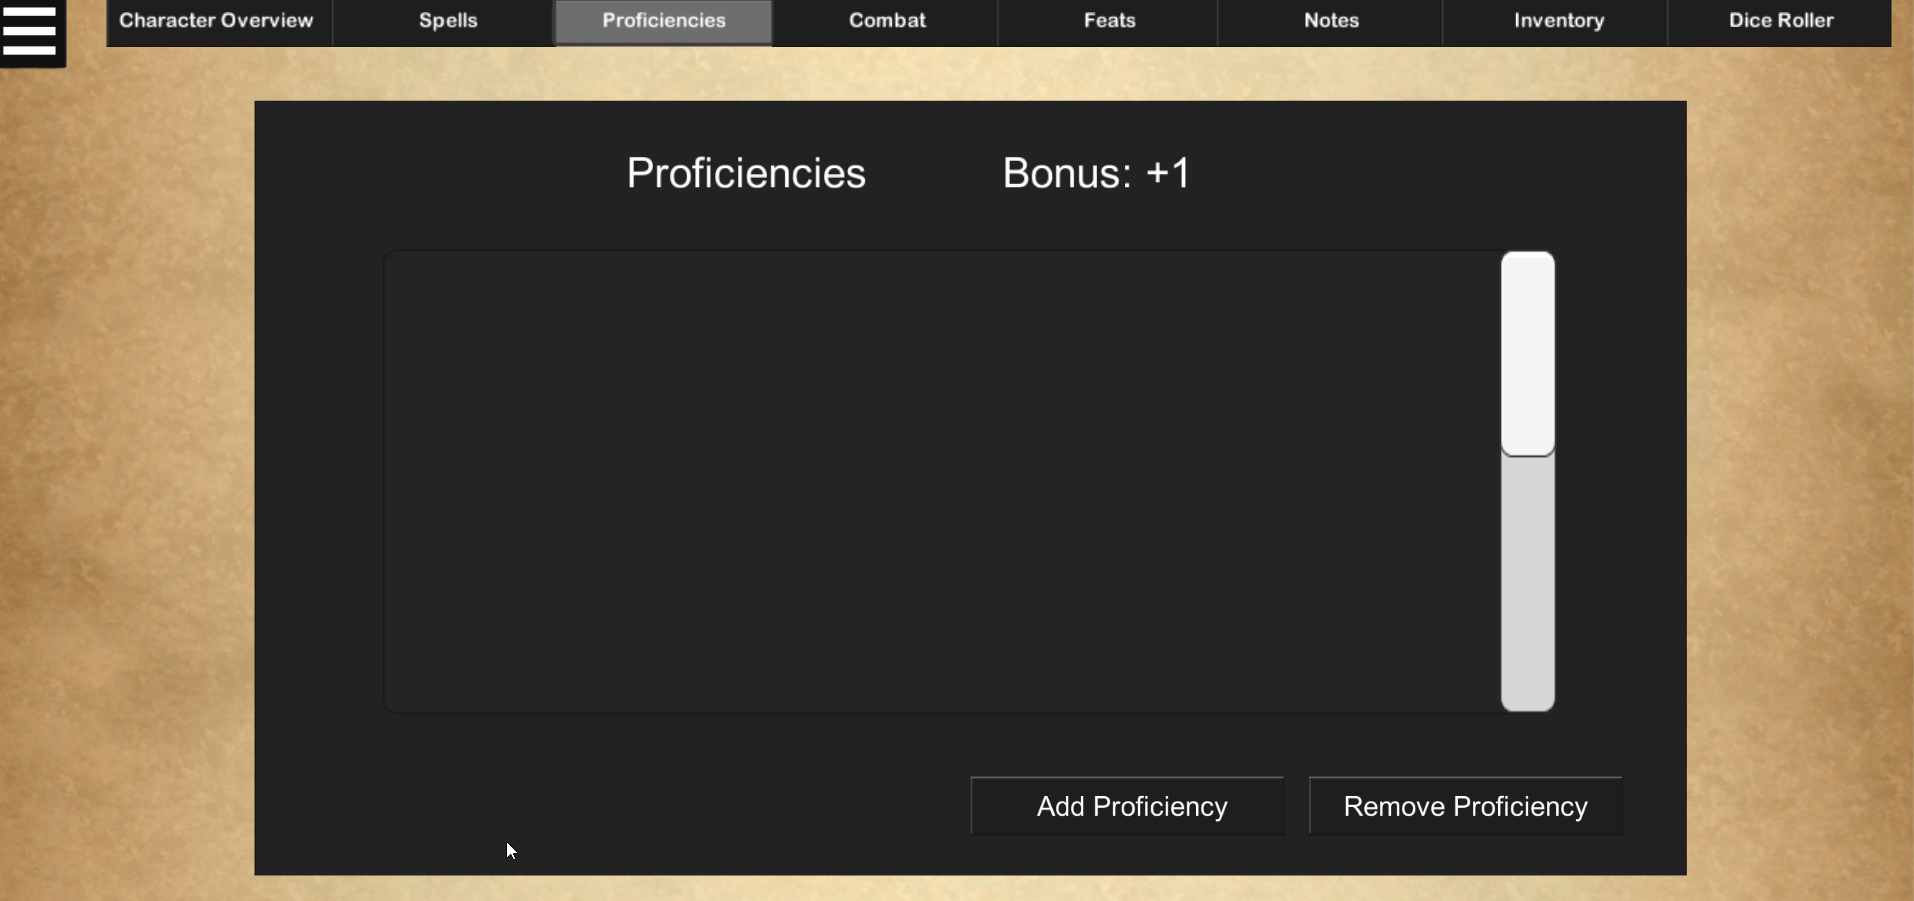 Character Overview Spells Proficiencies Combat Feats Notes Inventory Dice Roller
Proficiencies Bonus: +1
Add Proficiency Remove Proficiency